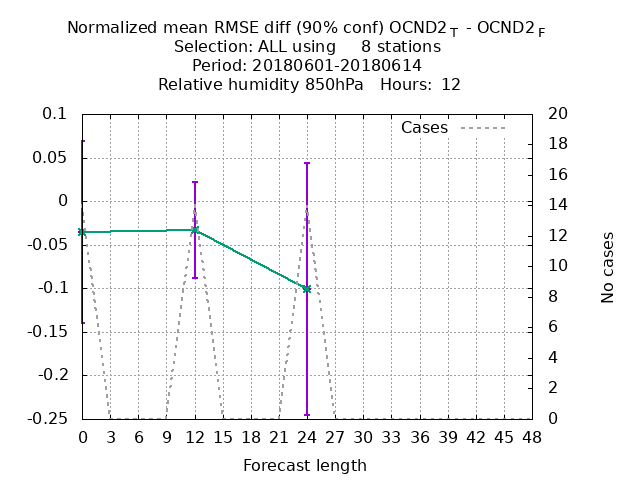 Normalized mean RMSE diff (90% conf) OCND2 T - OCND2 F
Selection: ALL using 8 stations
Period: 20180601-20180614
Relative humidity 850hPa Hours: 12
Cases
0.1
0.05
0
-0.05
-0.1
-0.15
-0.2
-0.25
20
18
16
14
12
10
8
6
4
2
0
No cases
0 3 6 9 12 15 18 21 24 27 30 33 36 39 42 45 48
Forecast length